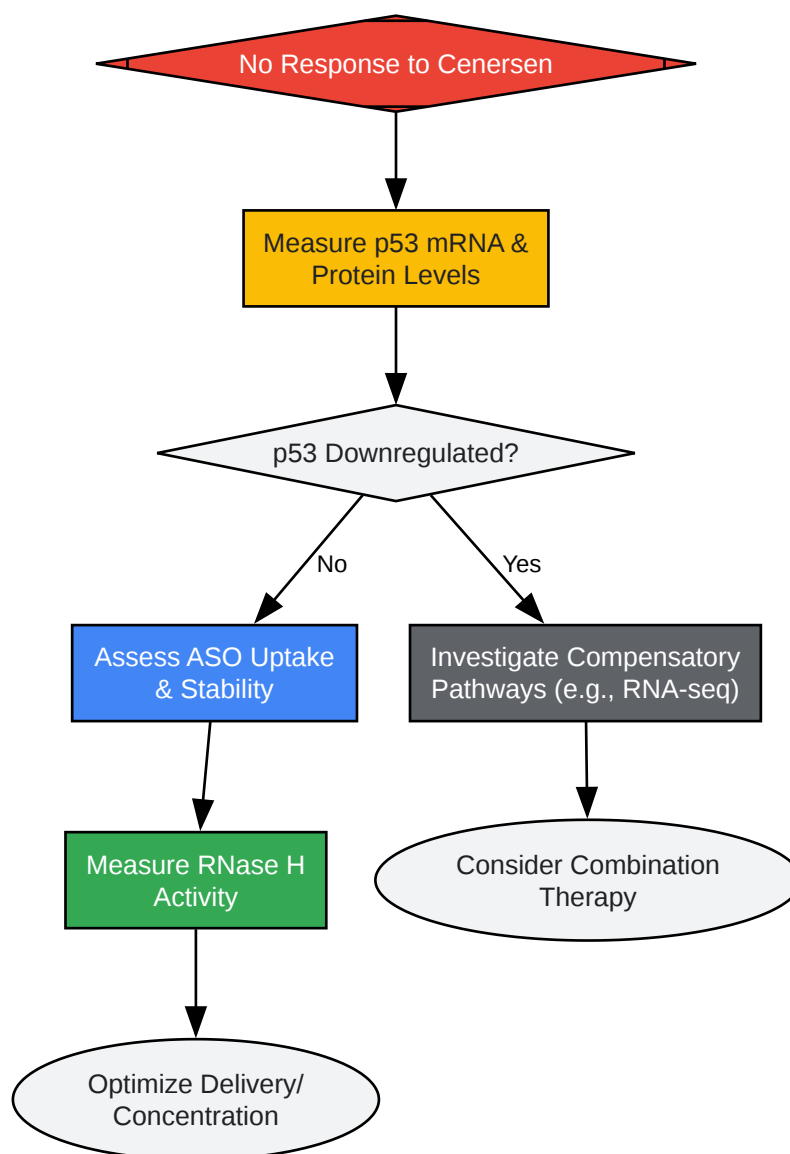 No Response to Cenersen
Measure p53 mRNA &
Protein Levels
p53 Downregulated?
No
Yes
Assess ASO Uptake
& Stability
Investigate Compensatory
Pathways (e.g., RNA-seq)
Measure RNase H
Activity
Consider Combination
Therapy
Optimize Delivery/
Concentration